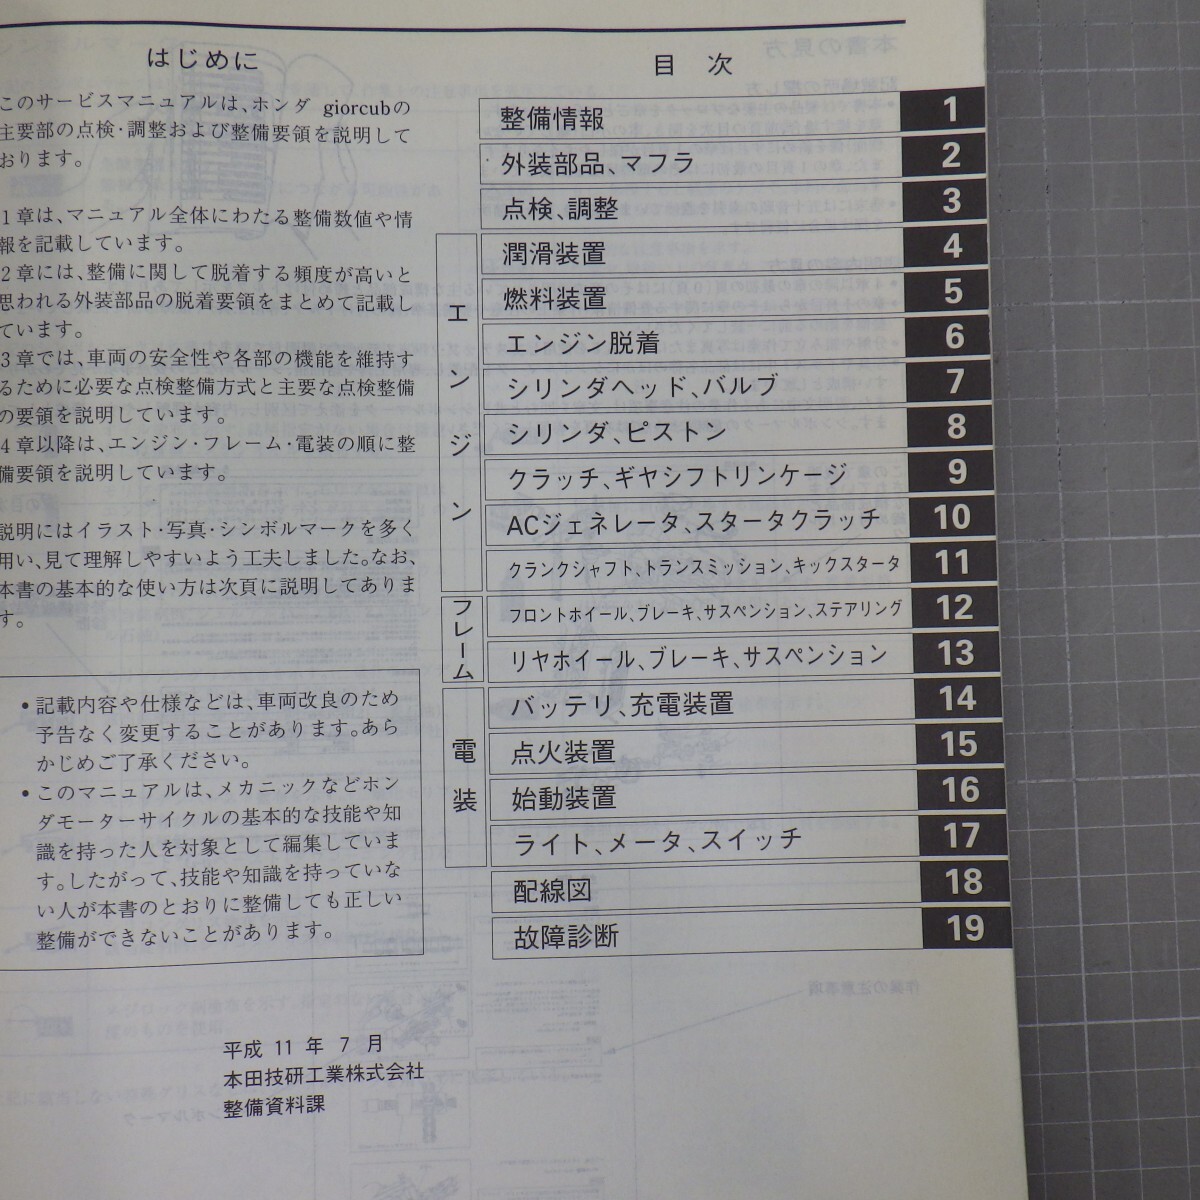 はじめに
このサービスマニュアルは、ホンダ giorcubの
主要部の点検・調整および整備要領を説明して
おります。
1章は、マニュアル全体にわたる整備数値や情
報を記載しています。
2章には、整備に関して脱着する頻度が高いと
思われる外装部品の脱着要領をまとめて記載し
ています。
3章では、車両の安全性や各部の機能を維持す
るために必要な点検整備方式と主要な点検整備
の要領を説明しています。
4章以降は、エンジン・フレーム・電装の順に整
備要領を説明しています。
説明にはイラスト・写真・シンボルマークを多く
用い、見て理解しやすいよう工夫しました。なお、
本書の基本的な使い方は次頁に説明してありま
す。
• 記載内容や仕様などは、車両改良のため
予告なく変更することがあります。あら
かじめご了承ください。
• このマニュアルは、メカニックなどホン
ダモーターサイクルの基本的な技能や知
識を持った人を対象として編集していま
す。したがって、技能や知識を持っていな
い人が本書のとおりに整備しても正しい
整備ができないことがあります。
平成 11 年 7 月
本田技研工業株式会社
整備資料課
目 次
整備情報 1
外装部品、マフラ 2
点検、調整 3
エンジン
潤滑装置 4
燃料装置 5
エンジン脱着 6
シリンダヘッド、バルブ 7
シリンダ、ピストン 8
クラッチ、ギヤシフトリンケージ 9
ACジェネレータ、スタータクラッチ 10
クランクシャフト、トランスミッション、キックスタータ 11
フレーム
フロントホイール、ブレーキ、サスペンション、ステアリング 12
リヤホイール、ブレーキ、サスペンション 13
電装
バッテリ、充電装置 14
点火装置 15
始動装置 16
ライト、メータ、スイッチ 17
配線図 18
故障診断 19